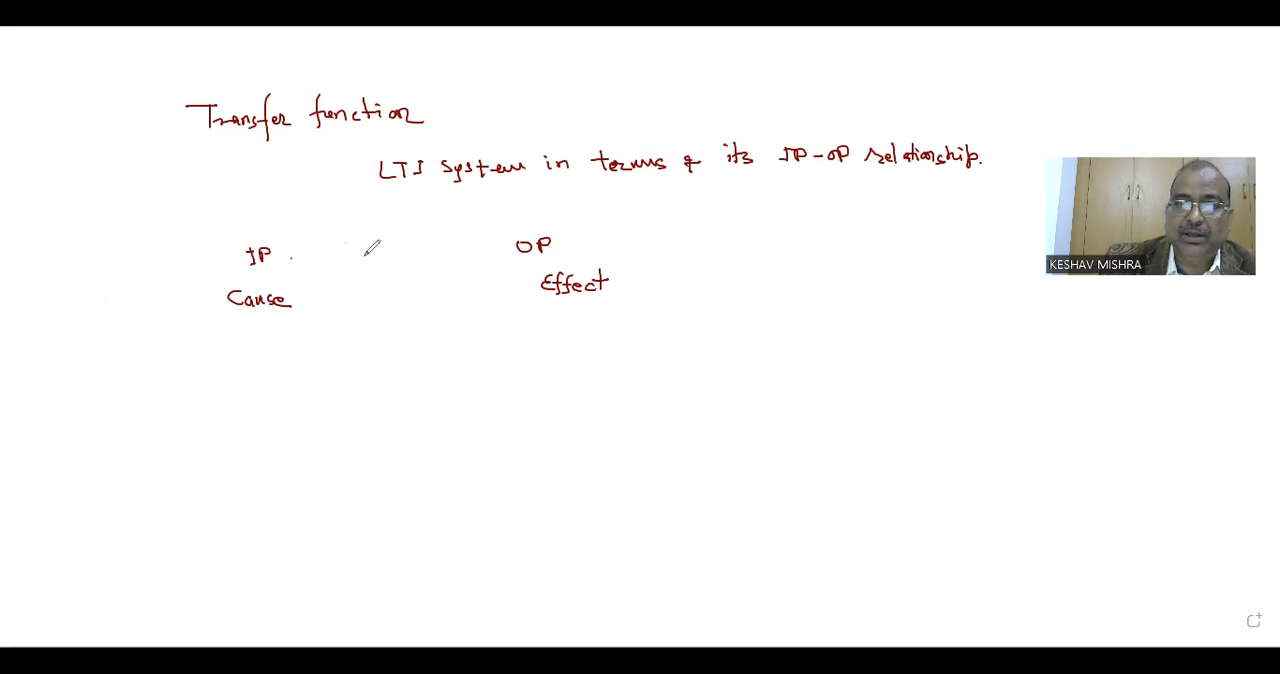 Transfer function
LTI system in terms of its IP-OP relationship.
IP OP
Cause Effect
KESHAV MISHRA